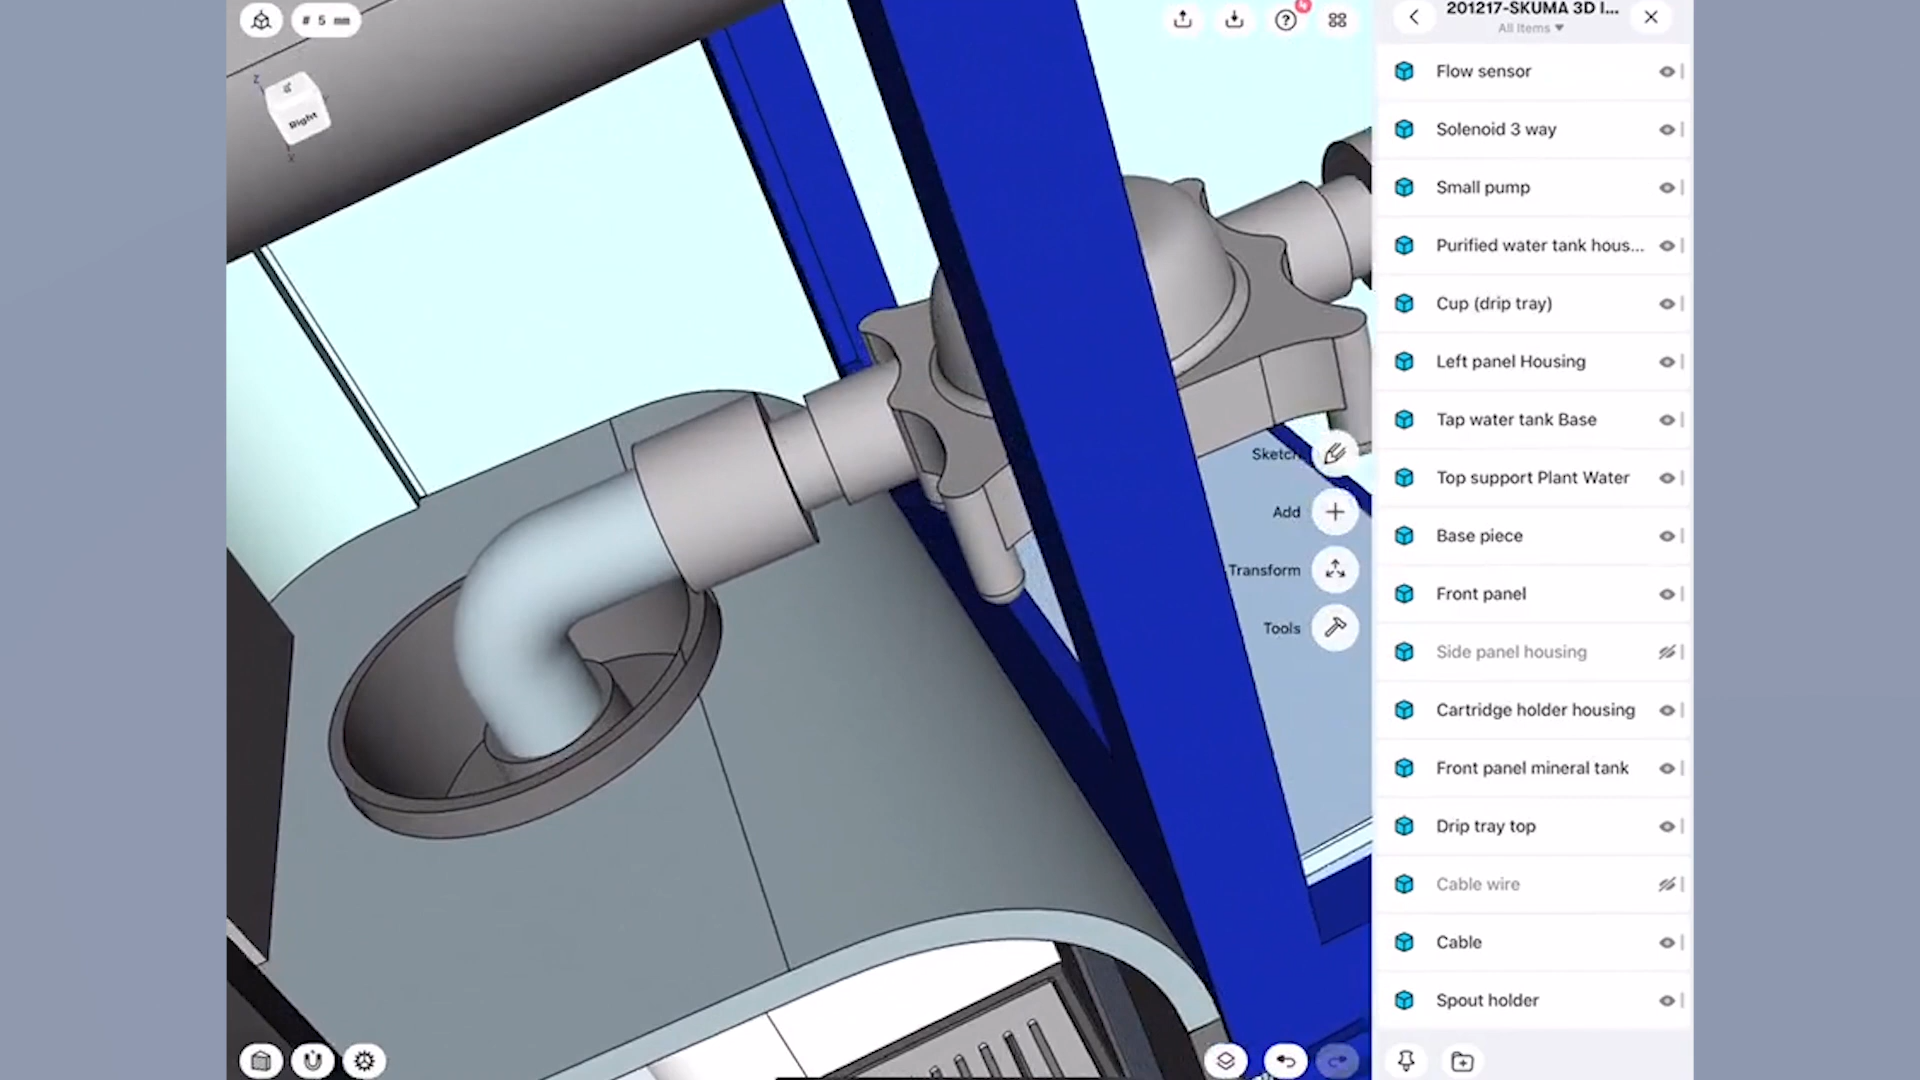 # 5 mm
4
201217-SKUMA 3D I...
All Items
Z
Right
X
Flow sensor
Solenoid 3 way
Small pump
Purified water tank hous...
Cup (drip tray)
Left panel Housing
Tap water tank Base
Sketch
Top support Plant Water
Add
Base piece
Transform
Front panel
Tools
Side panel housing
Cartridge holder housing
Front panel mineral tank
Drip tray top
Cable wire
Cable
Spout holder